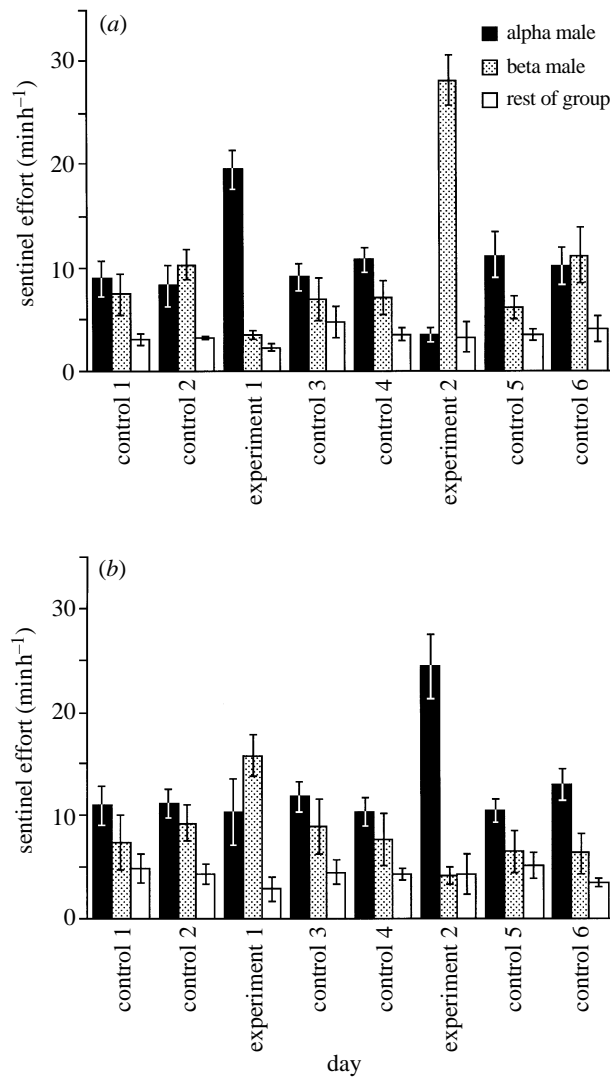 (a)
alpha male
beta male
rest of group
sentinel effort (minh⁻¹)
30
20
10
0
control 1
control 2
experiment 1
control 3
control 4
experiment 2
control 5
control 6
(b)
sentinel effort (minh⁻¹)
30
20
10
0
control 1
control 2
experiment 1
control 3
control 4
experiment 2
control 5
control 6
day